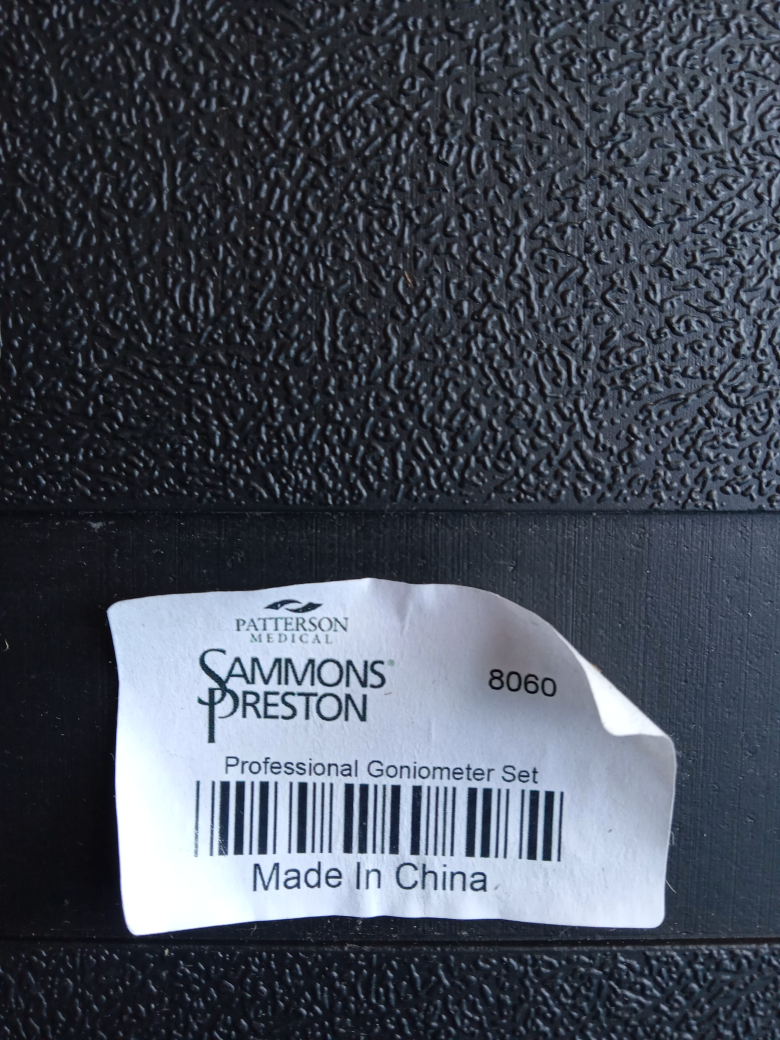 PATTERSON
MEDICAL
SAMMONS®
PRESTON
8060
Professional Goniometer Set
Made In China